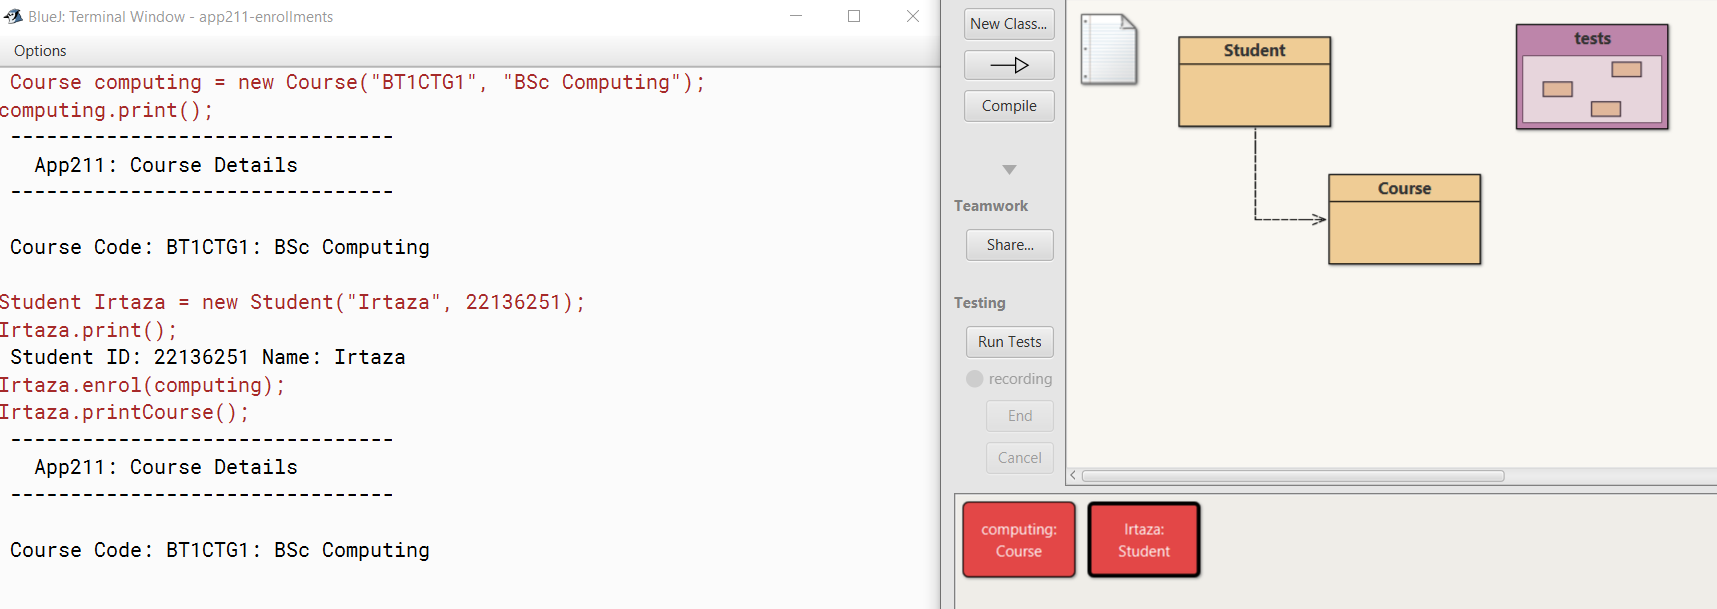 BlueJ: Terminal Window - app211-enrollments
Options
Course computing = new Course("BT1CTG1", "BSc Computing");
computing.print();
--------------------------------
App211: Course Details
--------------------------------
Course Code: BT1CTG1: BSc Computing
Student Irtaza = new Student("Irtaza", 22136251);
Irtaza.print();
Student ID: 22136251 Name: Irtaza
Irtaza.enrol(computing);
Irtaza.printCourse();
--------------------------------
App211: Course Details
--------------------------------
Course Code: BT1CTG1: BSc Computing
New Class...
Compile
Teamwork
Share...
Testing
Run Tests
recording
End
Cancel
Student
tests
Course
computing:
Course
Irtaza:
Student